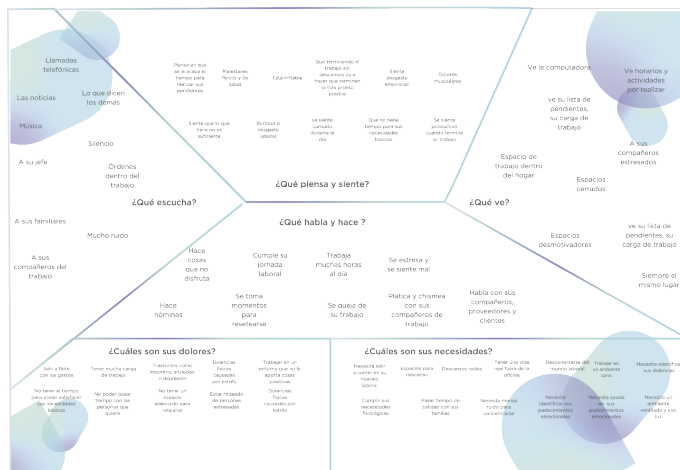 Llamadas
telefónicas
Las noticias
Lo que dicen
los demás
Música
Silencio
A su jefe
Órdenes
dentro del
trabajo
¿Qué escucha?
A sus familiares
Mucho ruido
A sus
compañeros del
trabajo
Piensa en que
se le acaba el
tiempo para
realizar sus
pendientes
Malestares
físicos y de
salud
Está irritable
Que terminando el
trabajo sin
descansos va a
hacer que terminen
lo más pronto
posible
Siente
desgaste
emocional
Dolores
musculares
Siente que lo que
hace no es
suficiente
Burnout o
desgaste
laboral
se siente
cansado
durante el
día
Que no tiene
tiempo para sus
necesidades
básicas
Se siente
productivo
cuando termina
su trabajo
¿Qué piensa y siente?
Ve la computadora
Ve horarios y
actividades
por realizar
ve su lista de
pendientes,
su carga de
trabajo
A sus
compañeros
estresados
Espacio de
trabajo dentro
del hogar
Espacios
cerrados
¿Qué ve?
Espacios
desmotivadores
ve su lista de
pendientes, su
carga de trabajo
Siempre el
mismo lugar
¿Qué habla y hace ?
Hace
cosas
que no
disfruta
Cumple su
jornada
laboral
Trabaja
muchas horas
al día
Se estresa y
se siente mal
Hace
nóminas
Se toma
momentos
para
resetearse
Se queja de
su trabajo
Platica y chismea
con sus
compañeros de
trabajo
Habla con sus
compañeros,
proveedores y
clientes
¿Cuáles son sus dolores?
Salir a flote
con los gastos
Tener mucha carga
de trabajo
Trastornos como
insomnio, ansiedad
o depresión
Dolencias
físicas
causadas
por estrés
Trabajar en un
entorno que no le
aporta cosas
positivas
No tener el tiempo
para poder satisfacer
sus necesidades
básicas
No poder pasar
tiempo con las
personas que
quiere
No tener un
espacio
adecuado para
relajarse
Estar rodeado
de personas
estresadas
Dolencias
físicas
causadas por
estrés
¿Cuáles son sus necesidades?
Necesita salir
a comer en su
horario
laboral
Espacios para
descanso
Descansos reales
Tener una vida
real fuera de la
oficina
Desconectarse del
mundo laboral
Trabajar en
un ambiente
sano
Necesita identificar
sus dolencias
Cumplir sus
necesidades
fisiológicas
Pasar tiempo de
calidad con sus
familias
Necesita menos
ruido para
concentrarse
Necesita
identificar sus
padecimientos
emocionales
Necesita ayuda
en sus
padecimientos
emocionales
Necesita un
ambiente
ventilado y con
luz